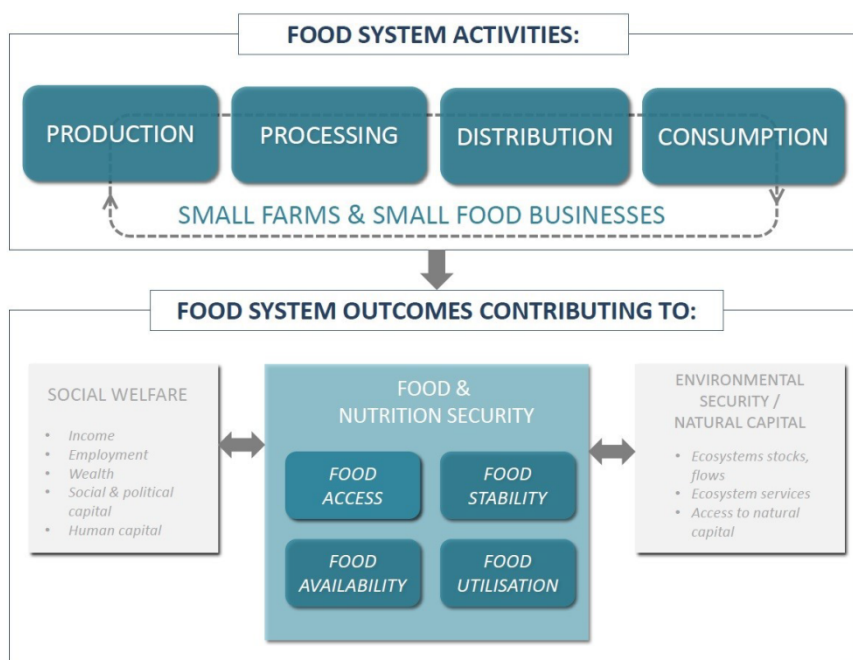 FOOD SYSTEM ACTIVITIES:
PRODUCTION
PROCESSING
DISTRIBUTION
CONSUMPTION
SMALL FARMS & SMALL FOOD BUSINESSES
FOOD SYSTEM OUTCOMES CONTRIBUTING TO:
SOCIAL WELFARE
• Income
• Employment
• Wealth
• Social & political
capital
• Human capital
FOOD &
NUTRITION SECURITY
FOOD
ACCESS
FOOD
STABILITY
FOOD
AVAILABILITY
FOOD
UTILISATION
ENVIRONMENTAL
SECURITY /
NATURAL CAPITAL
• Ecosystems stocks,
flows
• Ecosystem services
• Access to natural
capital